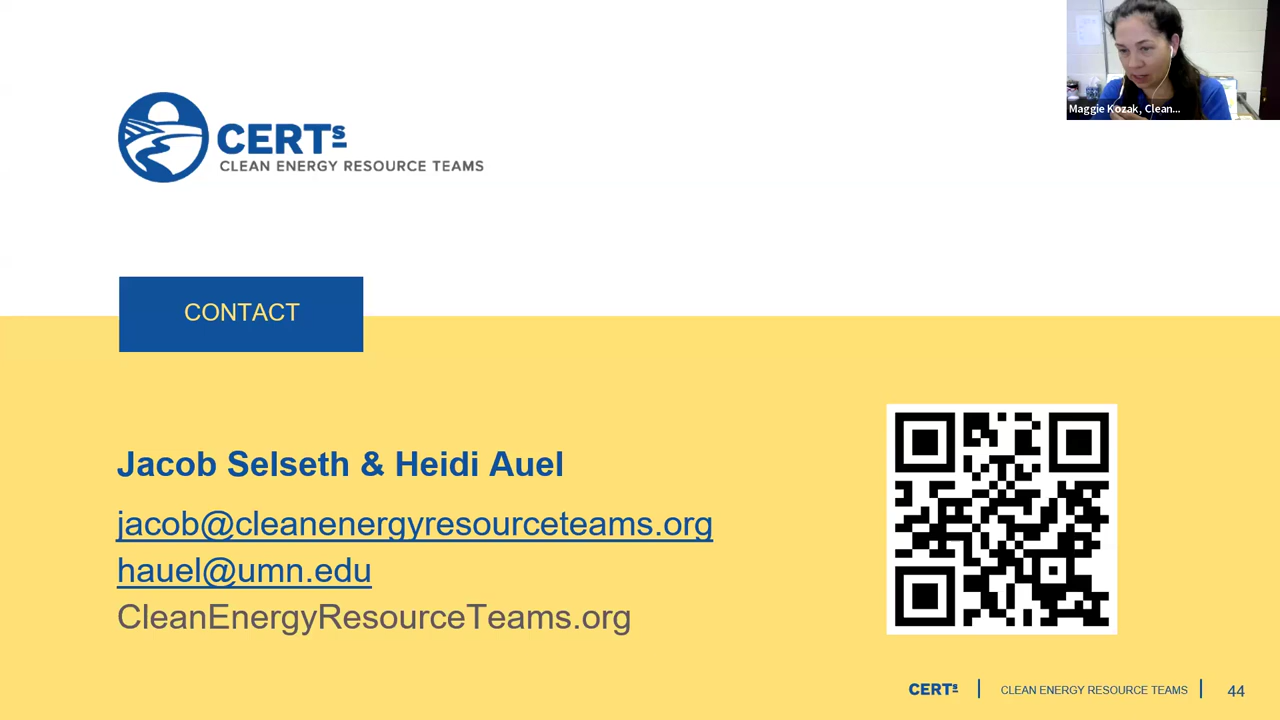 Maggie Kozak, Clean...
CERTs
CLEAN ENERGY RESOURCE TEAMS
CONTACT
Jacob Selseth & Heidi Auel
jacob@cleanenergyresourceteams.org
hauel@umn.edu
CleanEnergyResourceTeams.org
CERTs | CLEAN ENERGY RESOURCE TEAMS | 44